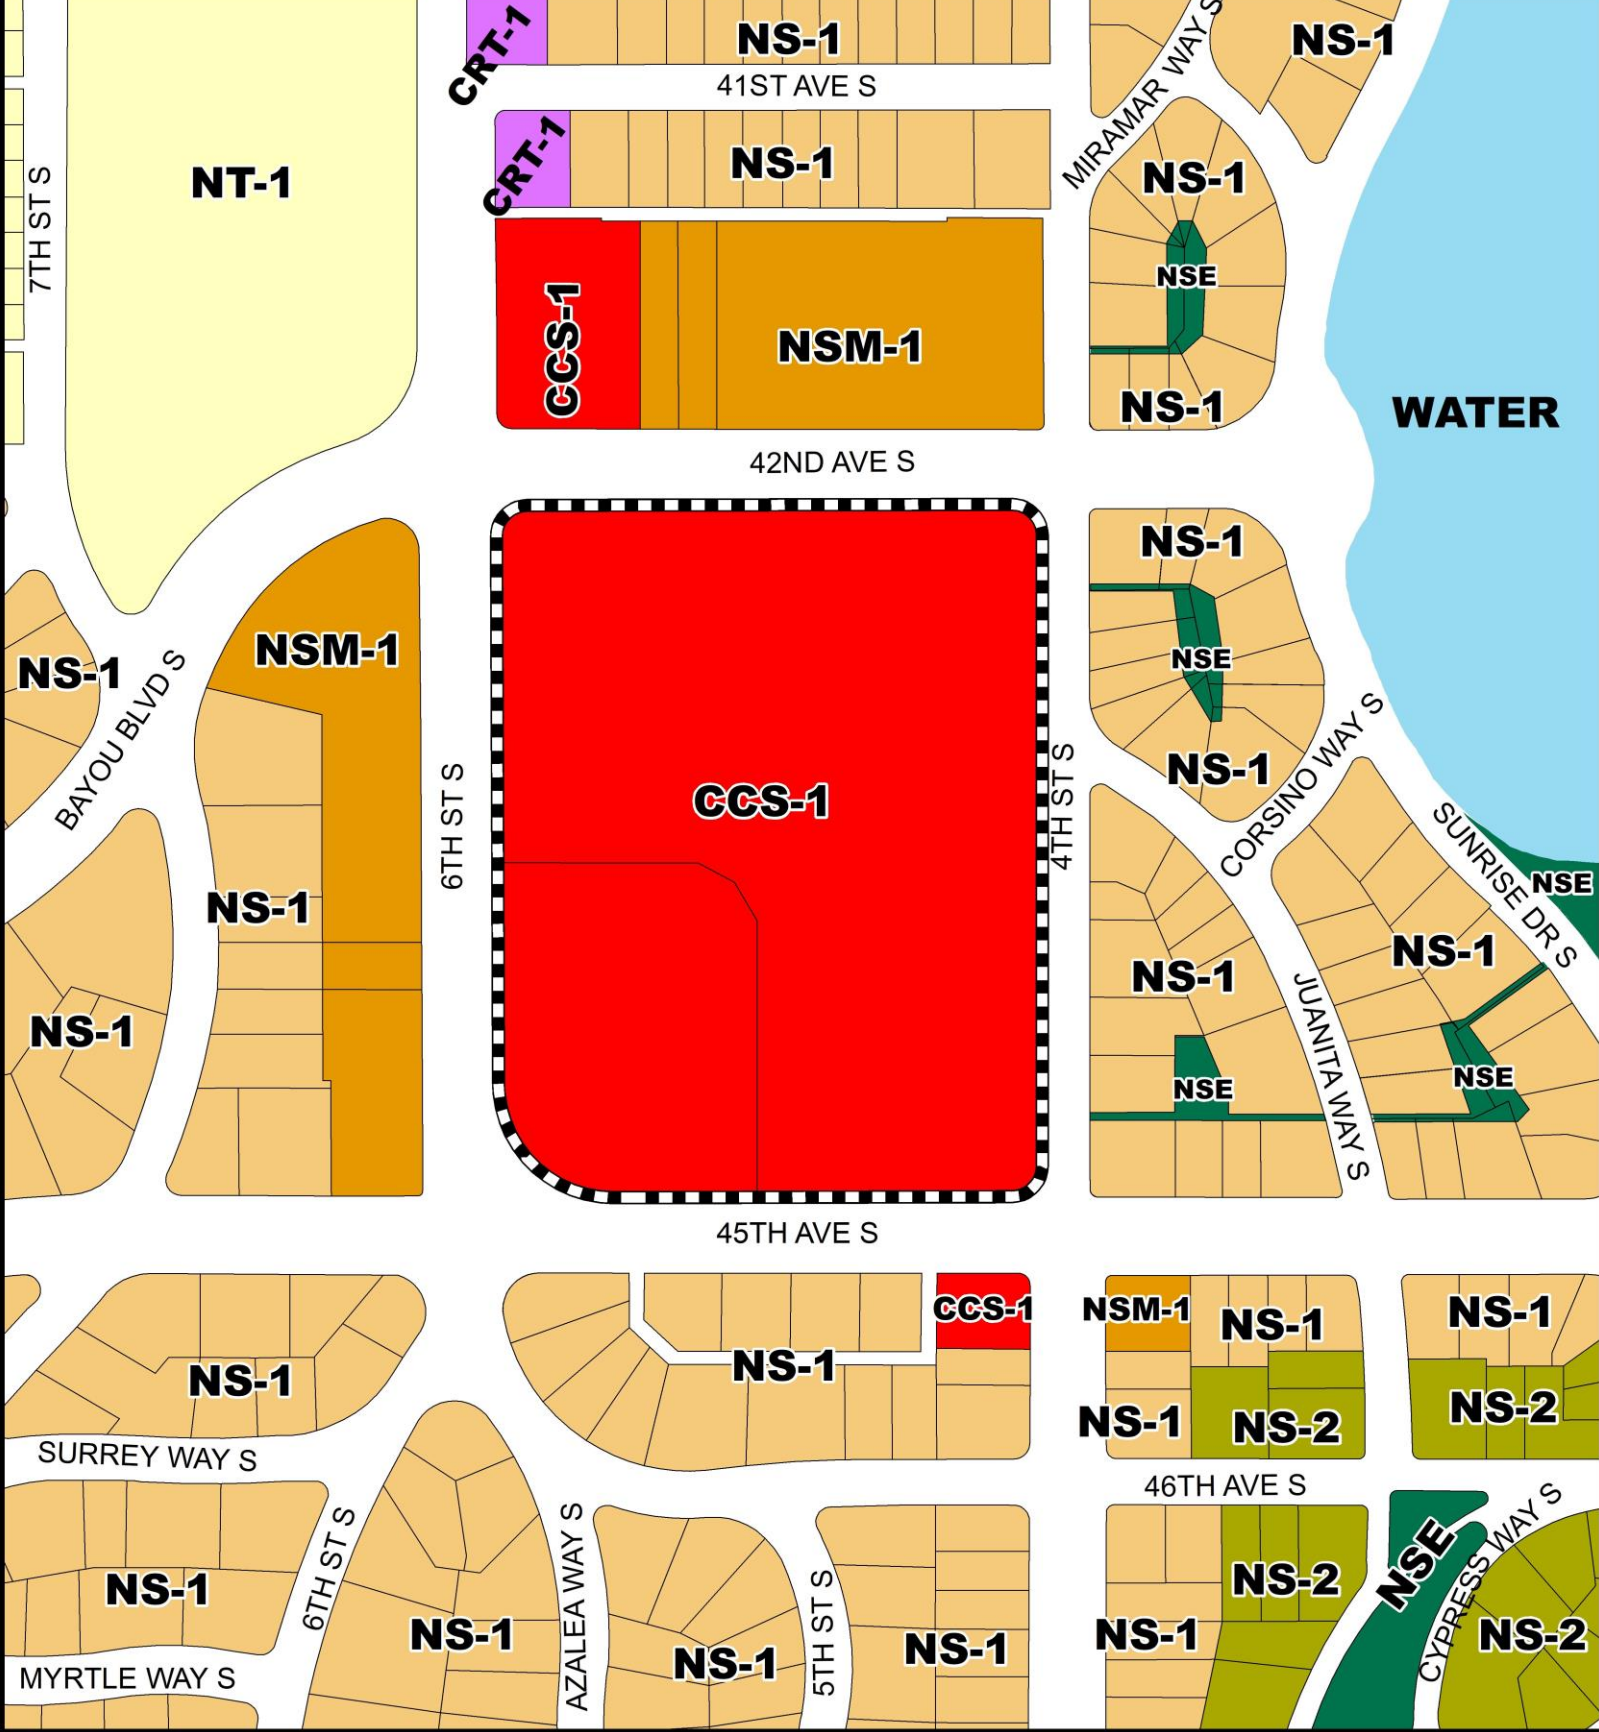 CRT-1
NS-1
MIRAMAR WAY S
NS-1
41ST AVE S
7TH ST S
NT-1
CRT-1
NS-1
NS-1
NSE
CCS-1
NSM-1
NS-1
WATER
42ND AVE S
NS-1
NS-1
BAYOU BLVD S
NSM-1
NSE
NS-1
6TH ST S
CCS-1
4TH ST S
CORSINO WAY S
SUNRISE DR S
NSE
NS-1
NS-1
NS-1
NS-1
NSE
JUANITA WAY S
NSE
45TH AVE S
CCS-1
NSM-1
NS-1
NS-1
NS-1
NS-1
NS-1
NS-2
NS-2
SURREY WAY S
46TH AVE S
6TH ST S
AZALEA WAY S
5TH ST S
NS-1
NS-1
NS-1
NS-1
NS-1
NS-2
NSE
CYPRESS WAY S
NS-2
MYRTLE WAY S